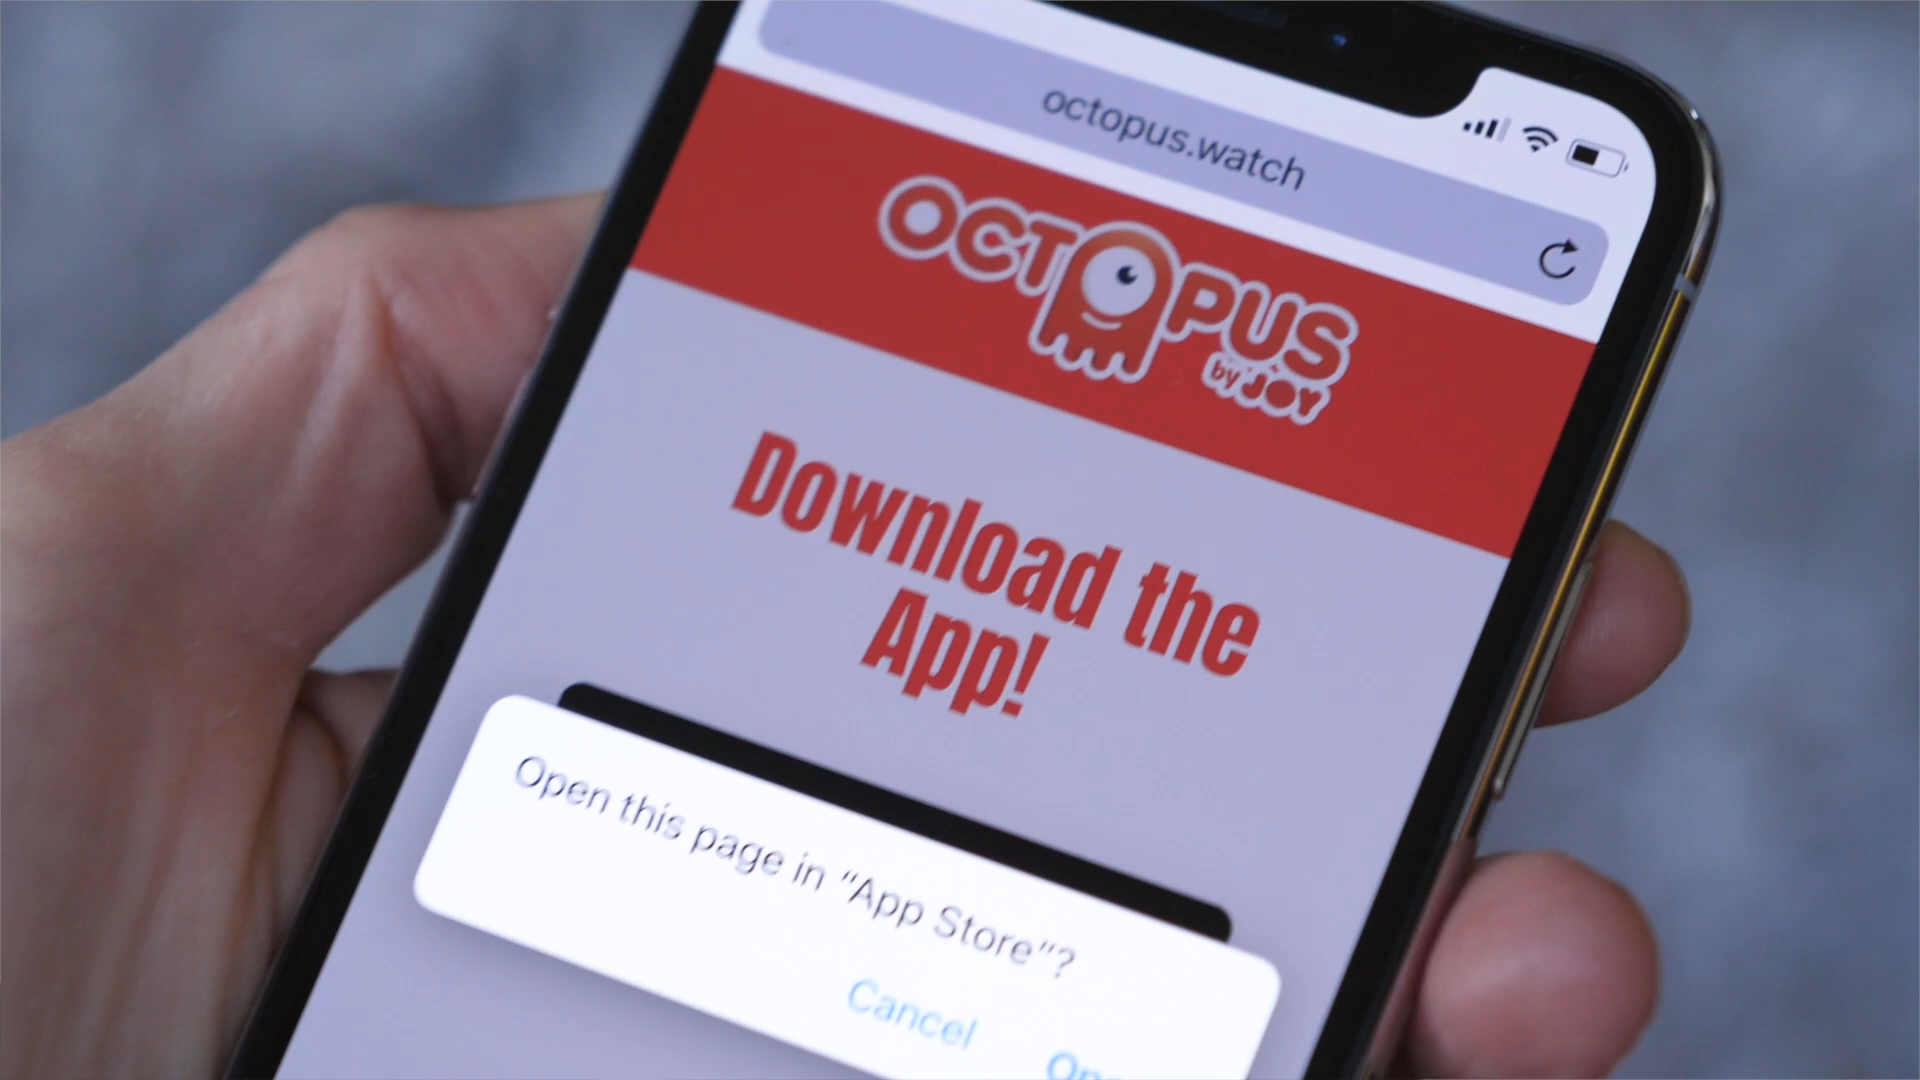 octopus.watch
OCTOPUS
by JOY
Download the
App!
Open this page in “App Store”?
Cancel